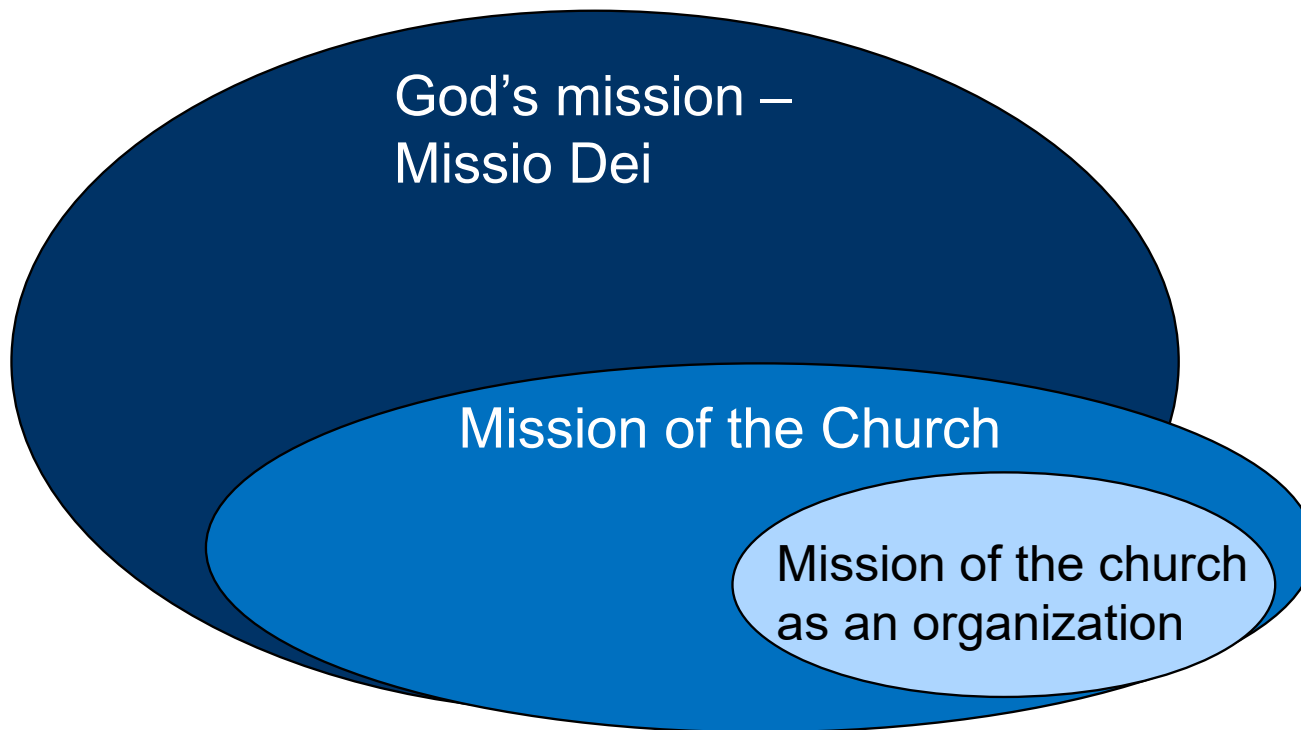 God’s mission –
Missio Dei
Mission of the Church
Mission of the church
as an organization